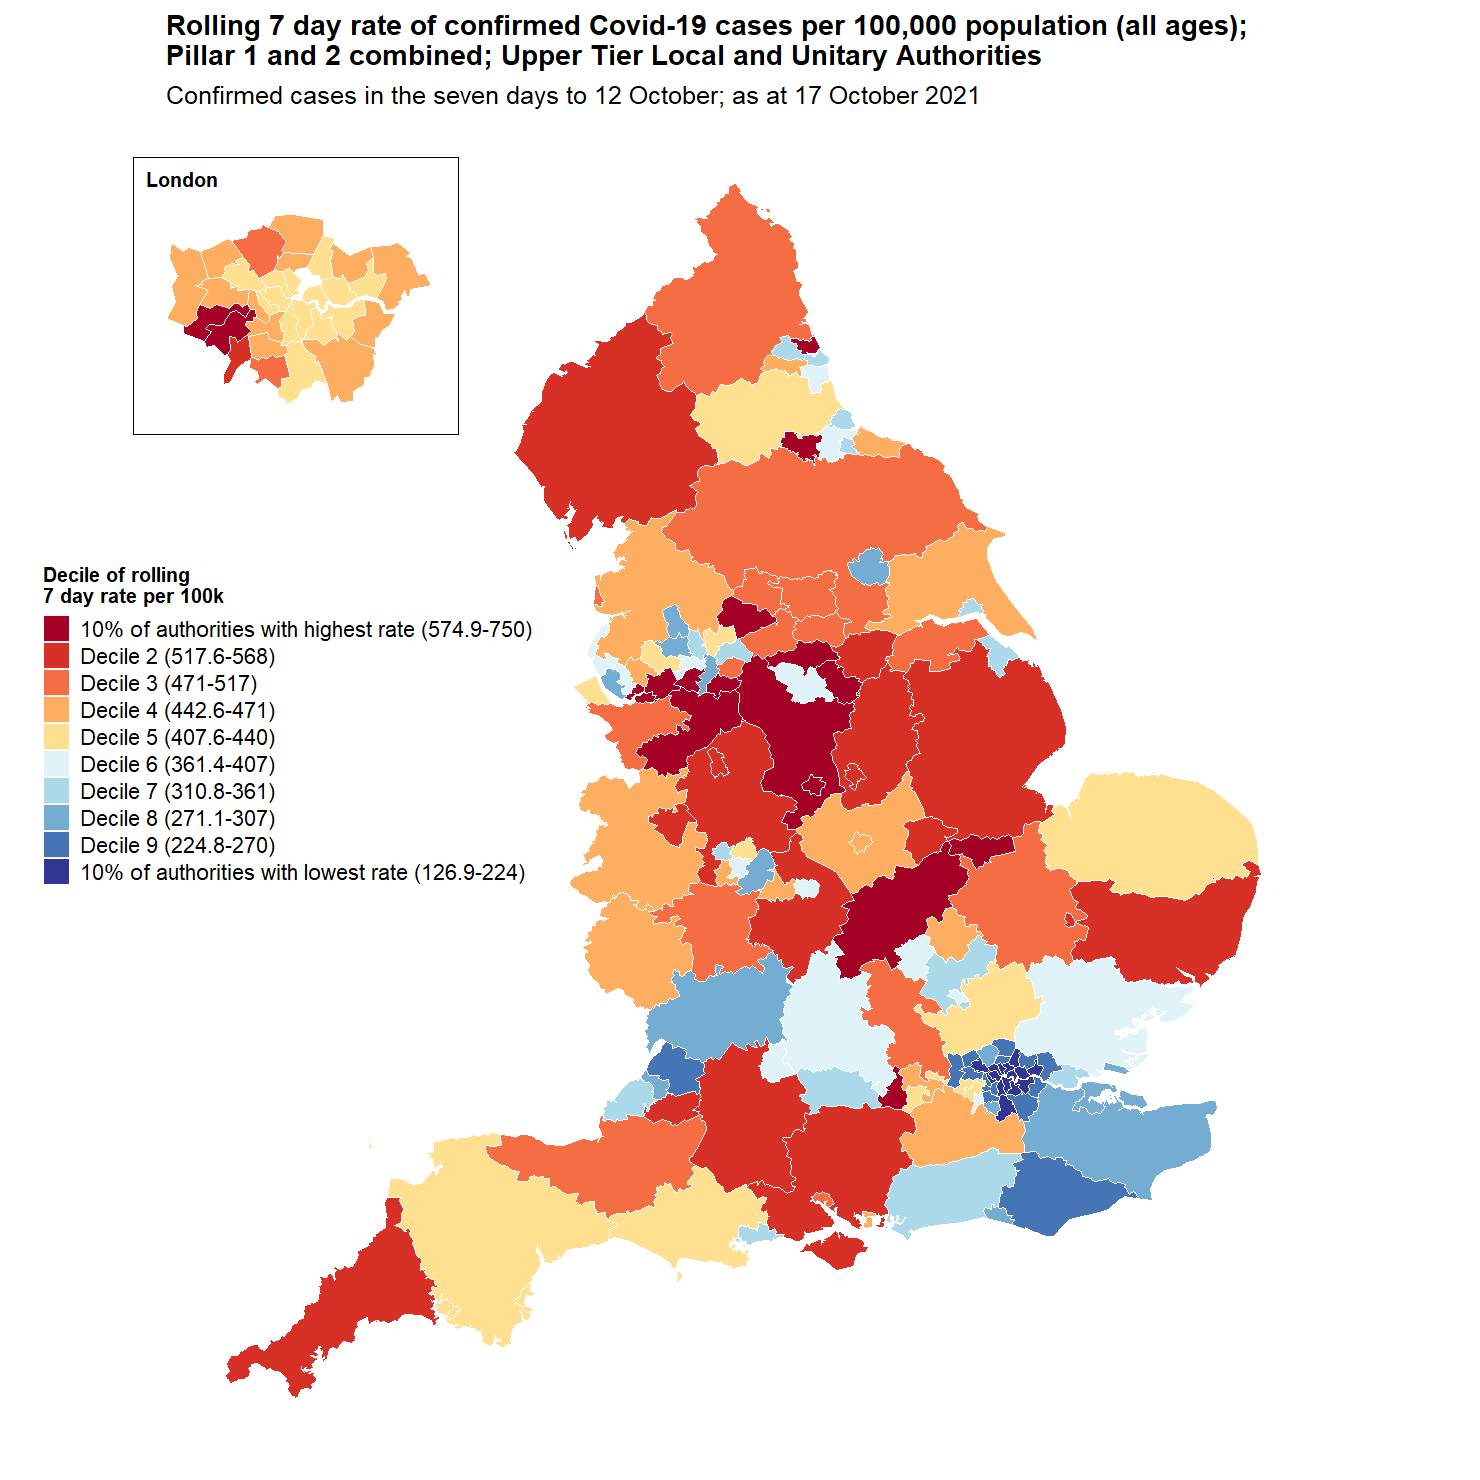 Rolling 7 day rate of confirmed Covid-19 cases per 100,000 population (all ages);
Pillar 1 and 2 combined; Upper Tier Local and Unitary Authorities
Confirmed cases in the seven days to 12 October; as at 17 October 2021
London
Decile of rolling
7 day rate per 100k
10% of authorities with highest rate (574.9-750)
Decile 2 (517.6-568)
Decile 3 (471-517)
Decile 4 (442.6-471)
Decile 5 (407.6-440)
Decile 6 (361.4-407)
Decile 7 (310.8-361)
Decile 8 (271.1-307)
Decile 9 (224.8-270)
10% of authorities with lowest rate (126.9-224)